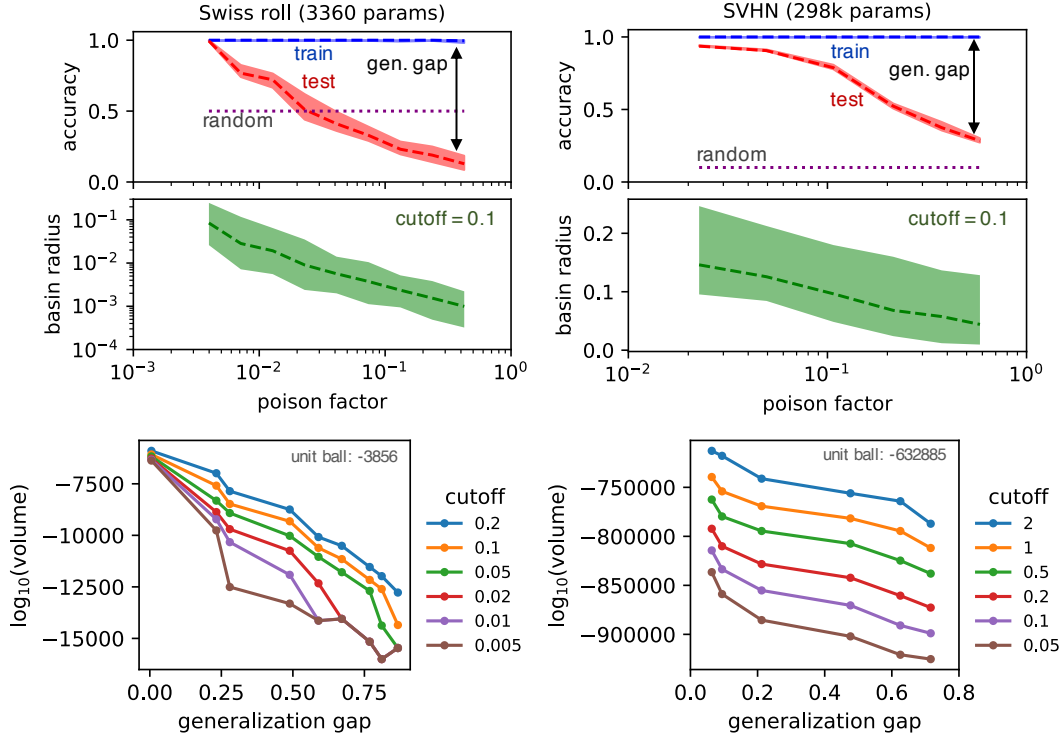 Swiss roll (3360 params)
accuracy
1.0
0.5
0.0
train
test
random
gen. gap
basin radius
10⁻¹
10⁻²
10⁻³
10⁻⁴
cutoff = 0.1
10⁻³
10⁻²
10⁻¹
10⁰
poison factor
SVHN (298k params)
accuracy
1.0
0.5
0.0
train
test
random
gen. gap
basin radius
0.2
0.1
0.0
cutoff = 0.1
10⁻²
10⁻¹
10⁰
poison factor
log₁₀(volume)
−7500
−10000
−12500
−15000
unit ball: -3856
0.00
0.25
0.50
0.75
generalization gap
cutoff
0.2
0.1
0.05
0.02
0.01
0.005
log₁₀(volume)
−750000
−800000
−850000
−900000
unit ball: -632885
0.0
0.2
0.4
0.6
0.8
generalization gap
cutoff
2
1
0.5
0.2
0.1
0.05